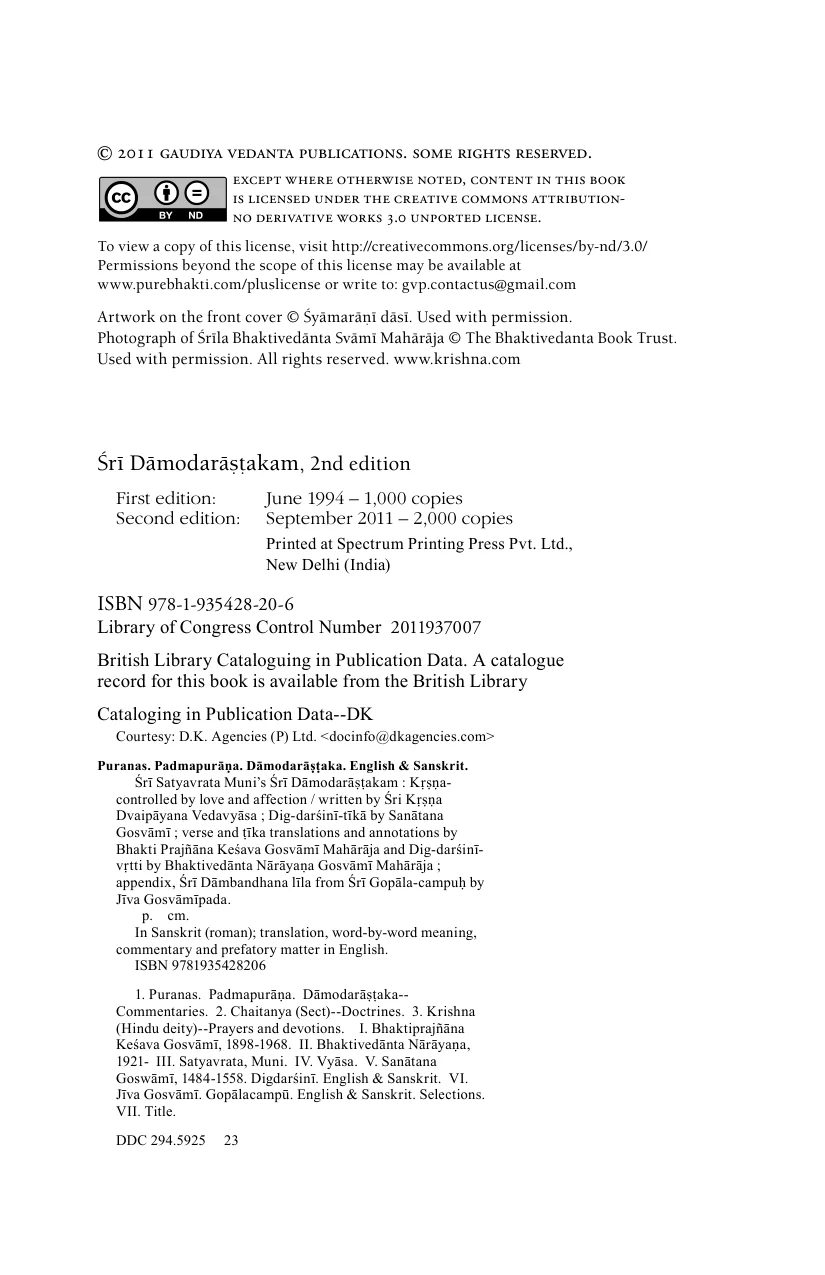 © 2011 GAUDIYA VEDANTA PUBLICATIONS. SOME RIGHTS RESERVED.
EXCEPT WHERE OTHERWISE NOTED, CONTENT IN THIS BOOK
IS LICENSED UNDER THE CREATIVE COMMONS ATTRIBUTION-
NO DERIVATIVE WORKS 3.0 UNPORTED LICENSE.
cc BY ND
To view a copy of this license, visit http://creativecommons.org/licenses/by-nd/3.0/
Permissions beyond the scope of this license may be available at
www.purebhakti.com/pluslicense or write to: gvp.contactus@gmail.com
Artwork on the front cover © Śyāmarāṇī dāsī. Used with permission.
Photograph of Śrīla Bhaktivedānta Svāmī Mahārāja © The Bhaktivedanta Book Trust.
Used with permission. All rights reserved. www.krishna.com
Śrī Dāmodarāṣṭakam, 2nd edition
First edition: June 1994 – 1,000 copies
Second edition: September 2011 – 2,000 copies
Printed at Spectrum Printing Press Pvt. Ltd.,
New Delhi (India)
ISBN 978-1-935428-20-6
Library of Congress Control Number 2011937007
British Library Cataloguing in Publication Data. A catalogue
record for this book is available from the British Library
Cataloging in Publication Data--DK
Courtesy: D.K. Agencies (P) Ltd. <docinfo@dkagencies.com>
Puranas. Padmapurāṇa. Dāmodarāṣṭaka. English & Sanskrit.
Śrī Satyavrata Muni's Śrī Dāmodarāṣṭakam : Kṛṣṇa-
controlled by love and affection / written by Śri Kṛṣṇa
Dvaipāyana Vedavyāsa ; Dig-darśinī-tīkā by Sanātana
Gosvāmī ; verse and ṭīka translations and annotations by
Bhakti Prajñāna Keśava Gosvāmī Mahārāja and Dig-darśinī-
vṛtti by Bhaktivedānta Nārāyaṇa Gosvāmī Mahārāja ;
appendix, Śrī Dāmbandhana līla from Śrī Gopāla-campuḥ by
Jīva Gosvāmīpada.
p. cm.
In Sanskrit (roman); translation, word-by-word meaning,
commentary and prefatory matter in English.
ISBN 9781935428206
1. Puranas. Padmapurāṇa. Dāmodarāṣṭaka--
Commentaries. 2. Chaitanya (Sect)--Doctrines. 3. Krishna
(Hindu deity)--Prayers and devotions. I. Bhaktiprajñāna
Keśava Gosvāmī, 1898-1968. II. Bhaktivedānta Nārāyaṇa,
1921- III. Satyavrata, Muni. IV. Vyāsa. V. Sanātana
Goswāmī, 1484-1558. Digdarśinī. English & Sanskrit. VI.
Jīva Gosvāmī. Gopālacampū. English & Sanskrit. Selections.
VII. Title.
DDC 294.5925 23